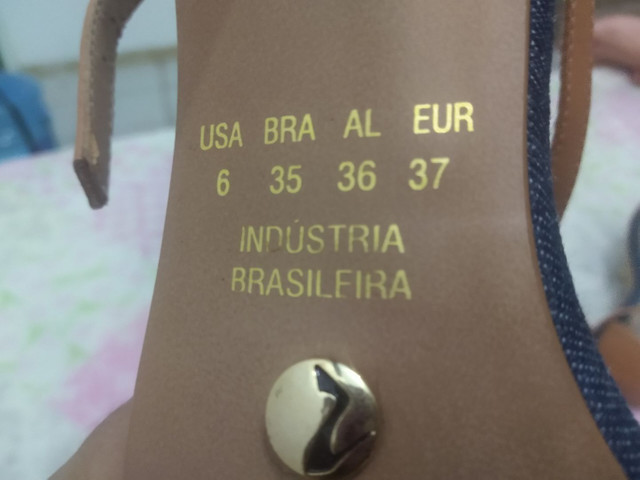 USA BRA AL EUR
6 35 36 37
INDÚSTRIA
BRASILEIRA